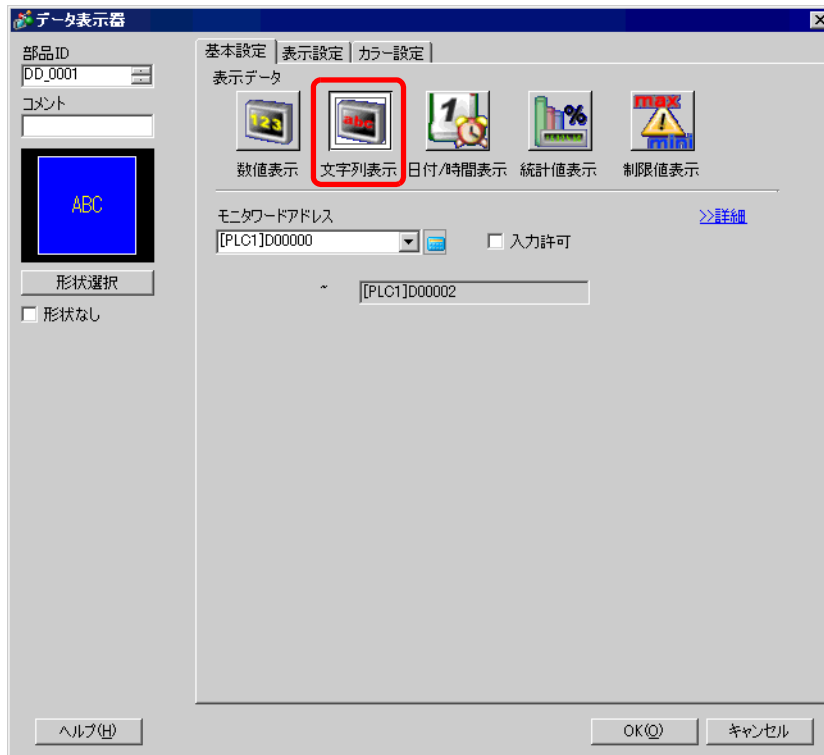 データ表示器
部品ID
DD_0001
コメント
ABC
形状選択
形状なし
基本設定 表示設定 カラー設定
表示データ
123 abc 1 % max mini
数値表示 文字列表示 日付/時間表示 統計値表示 制限値表示
モニタワードアドレス >>詳細
[PLC1]D00000 入力許可
~ [PLC1]D00002
ヘルプ(H) OK(O) キャンセル